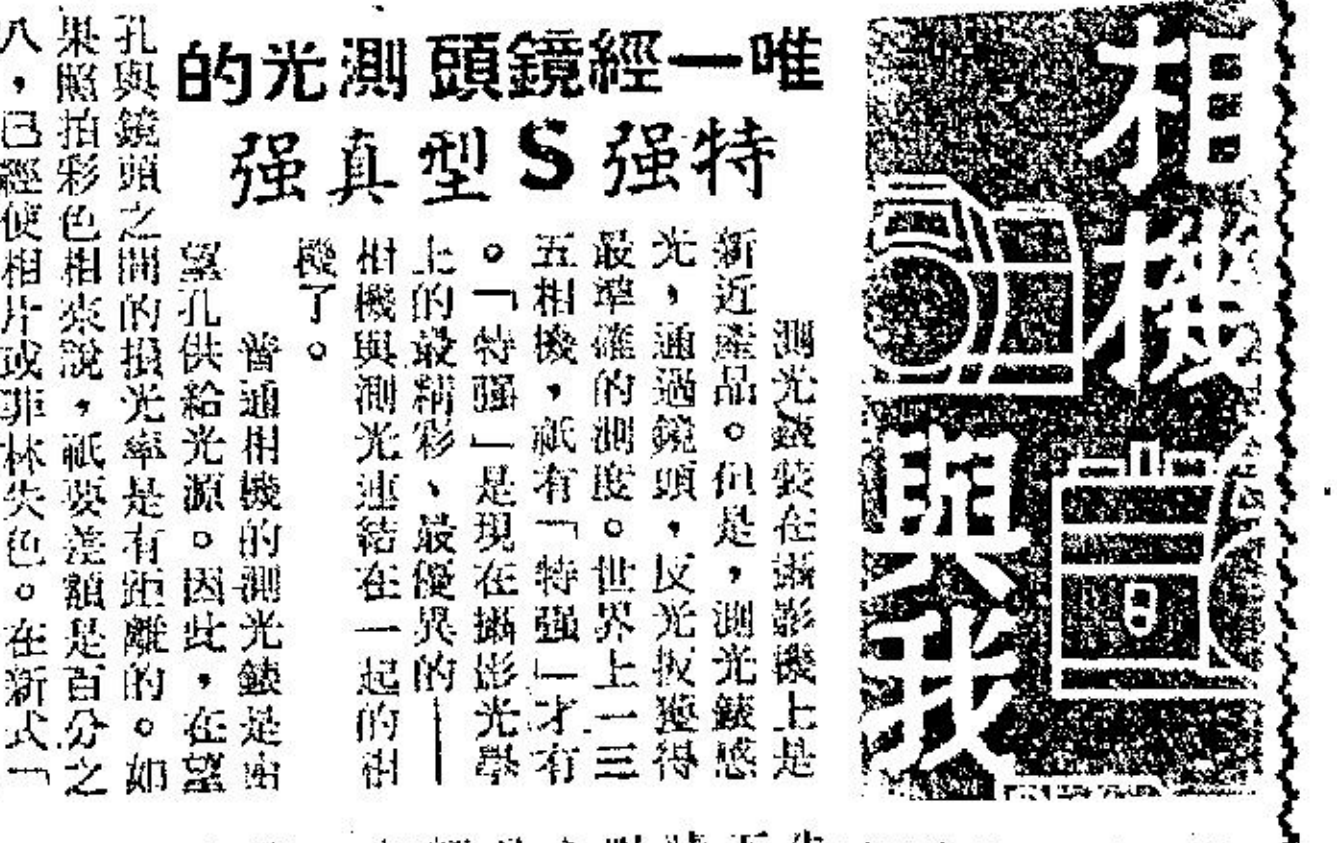 相機與我
唯一經鏡頭測光的
特强S型真强
測光錶裝在攝影機上是
新近產品。但是，測光錶感
光，通過鏡頭，反光扳獲得
最準確的測度。世界上一三
五相機，祇有「特强」才有
。「特强」是現在攝影光學
上的最精彩、最優異的——
相機與測光連結在一起的相
機了。
普通相機的測光錶是由
望孔供給光源。因此，在望
孔與鏡頭之間的損光率是有距離的。如
果照拍彩色相來說，祇要差額是百分之
八，已經使相片或菲林失色。在新式「